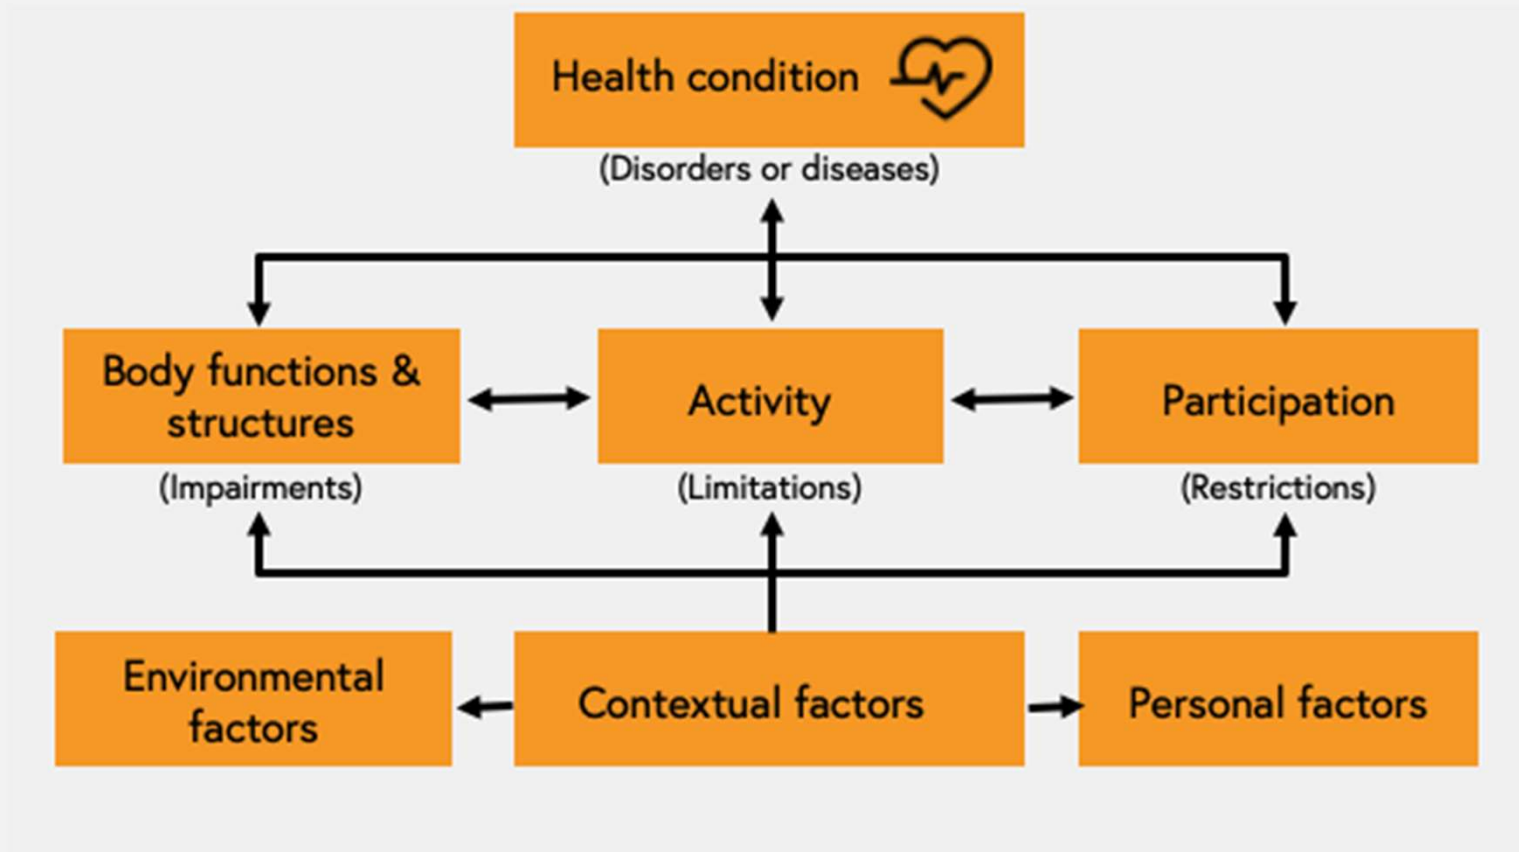 Health condition
(Disorders or diseases)
Body functions &
structures
(Impairments)
Activity
(Limitations)
Participation
(Restrictions)
Environmental
factors
Contextual factors
Personal factors